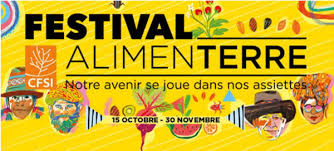 FESTIVAL
CFSI
ALIMENTERRE
Notre avenir se joue dans nos assiettes
15 OCTOBRE - 30 NOVEMBRE